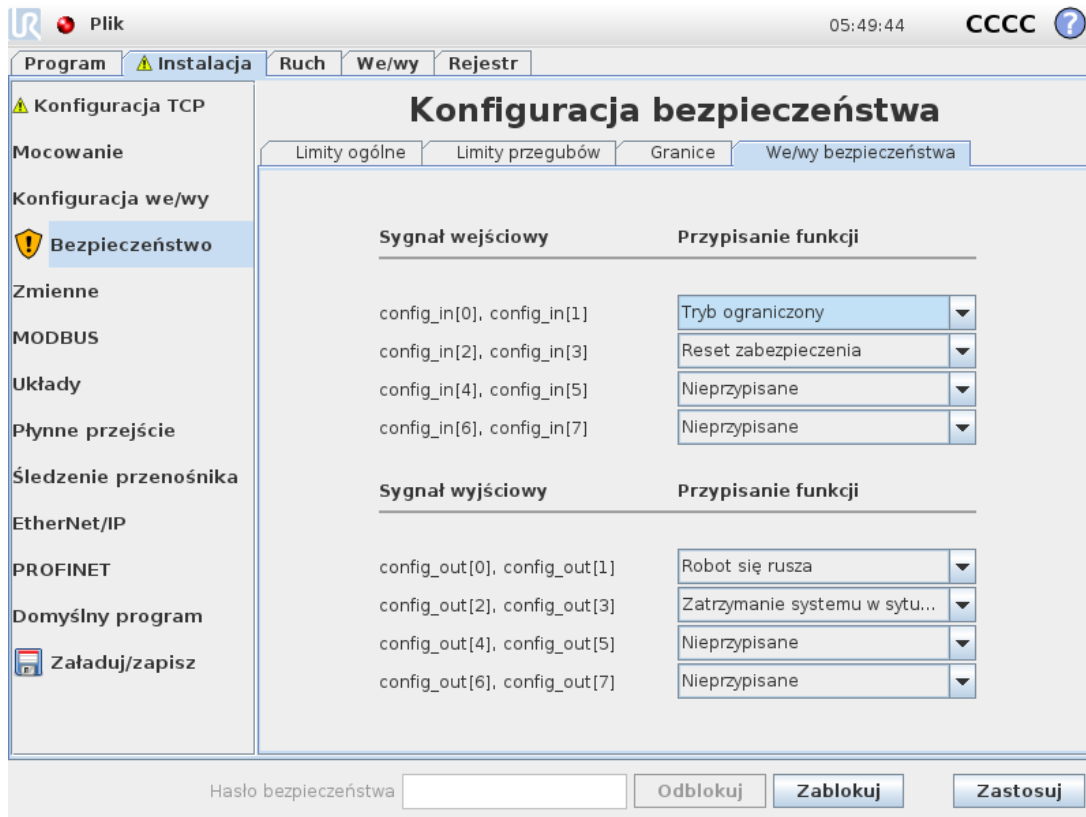 UR Plik 05:49:44 CCCC ?
Program Instalacja Ruch We/wy Rejestr
Konfiguracja TCP
Mocowanie
Konfiguracja we/wy
Bezpieczeństwo
Zmienne
MODBUS
Układy
Płynne przejście
Śledzenie przenośnika
EtherNet/IP
PROFINET
Domyślny program
Załaduj/zapisz
Konfiguracja bezpieczeństwa
Limity ogólne Limity przegubów Granice We/wy bezpieczeństwa
Sygnał wejściowy Przypisanie funkcji
config_in[0], config_in[1] Tryb ograniczony
config_in[2], config_in[3] Reset zabezpieczenia
config_in[4], config_in[5] Nieprzypisane
config_in[6], config_in[7] Nieprzypisane
Sygnał wyjściowy Przypisanie funkcji
config_out[0], config_out[1] Robot się rusza
config_out[2], config_out[3] Zatrzymanie systemu w sytu...
config_out[4], config_out[5] Nieprzypisane
config_out[6], config_out[7] Nieprzypisane
Hasło bezpieczeństwa Odblokuj Zablokuj Zastosuj